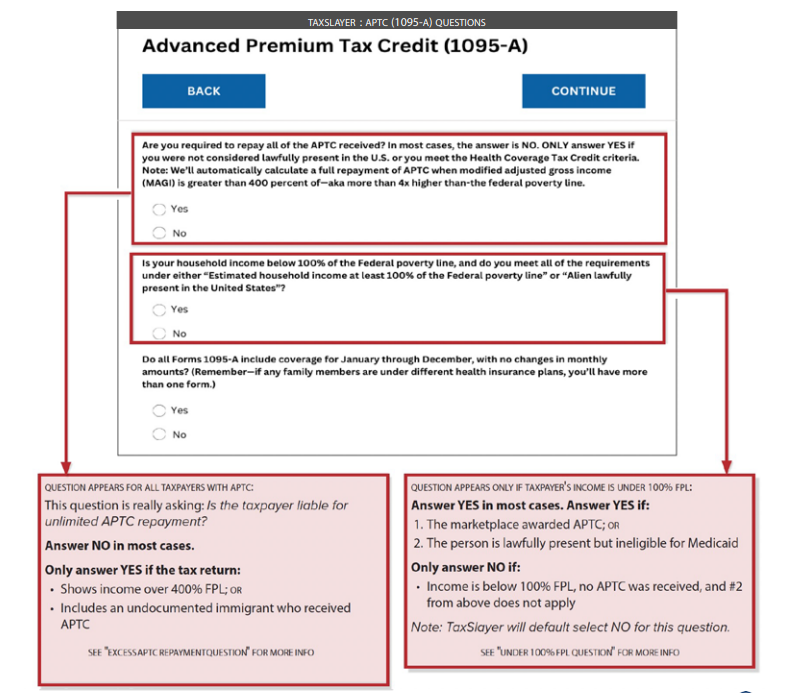 TAXSLAYER : APTC (1095-A) QUESTIONS
Advanced Premium Tax Credit (1095-A)
BACK
CONTINUE
Are you required to repay all of the APTC received? In most cases, the answer is NO. ONLY answer YES if
you were not considered lawfully present in the U.S. or you meet the Health Coverage Tax Credit criteria.
Note: We'll automatically calculate a full repayment of APTC when modified adjusted gross income
(MAGI) is greater than 400 percent of—aka more than 4x higher than-the federal poverty line.
Yes
No
Is your household income below 100% of the Federal poverty line, and do you meet all of the requirements
under either “Estimated household income at least 100% of the Federal poverty line” or “Alien lawfully
present in the United States”?
Yes
No
Do all Forms 1095-A include coverage for January through December, with no changes in monthly
amounts? (Remember—if any family members are under different health insurance plans, you'll have more
than one form.)
Yes
No
QUESTION APPEARS FOR ALL TAXPAYERS WITH APTC:
This question is really asking: Is the taxpayer liable for
unlimited APTC repayment?
Answer NO in most cases.
Only answer YES if the tax return:
• Shows income over 400% FPL; OR
• Includes an undocumented immigrant who received
APTC
SEE "EXCESS APTC REPAYMENT QUESTION" FOR MORE INFO
QUESTION APPEARS ONLY IF TAXPAYER'S INCOME IS UNDER 100% FPL:
Answer YES in most cases. Answer YES if:
1. The marketplace awarded APTC; OR
2. The person is lawfully present but ineligible for Medicaid
Only answer NO if:
• Income is below 100% FPL, no APTC was received, and #2
from above does not apply
Note: TaxSlayer will default select NO for this question.
SEE "UNDER 100% FPL QUESTION" FOR MORE INFO